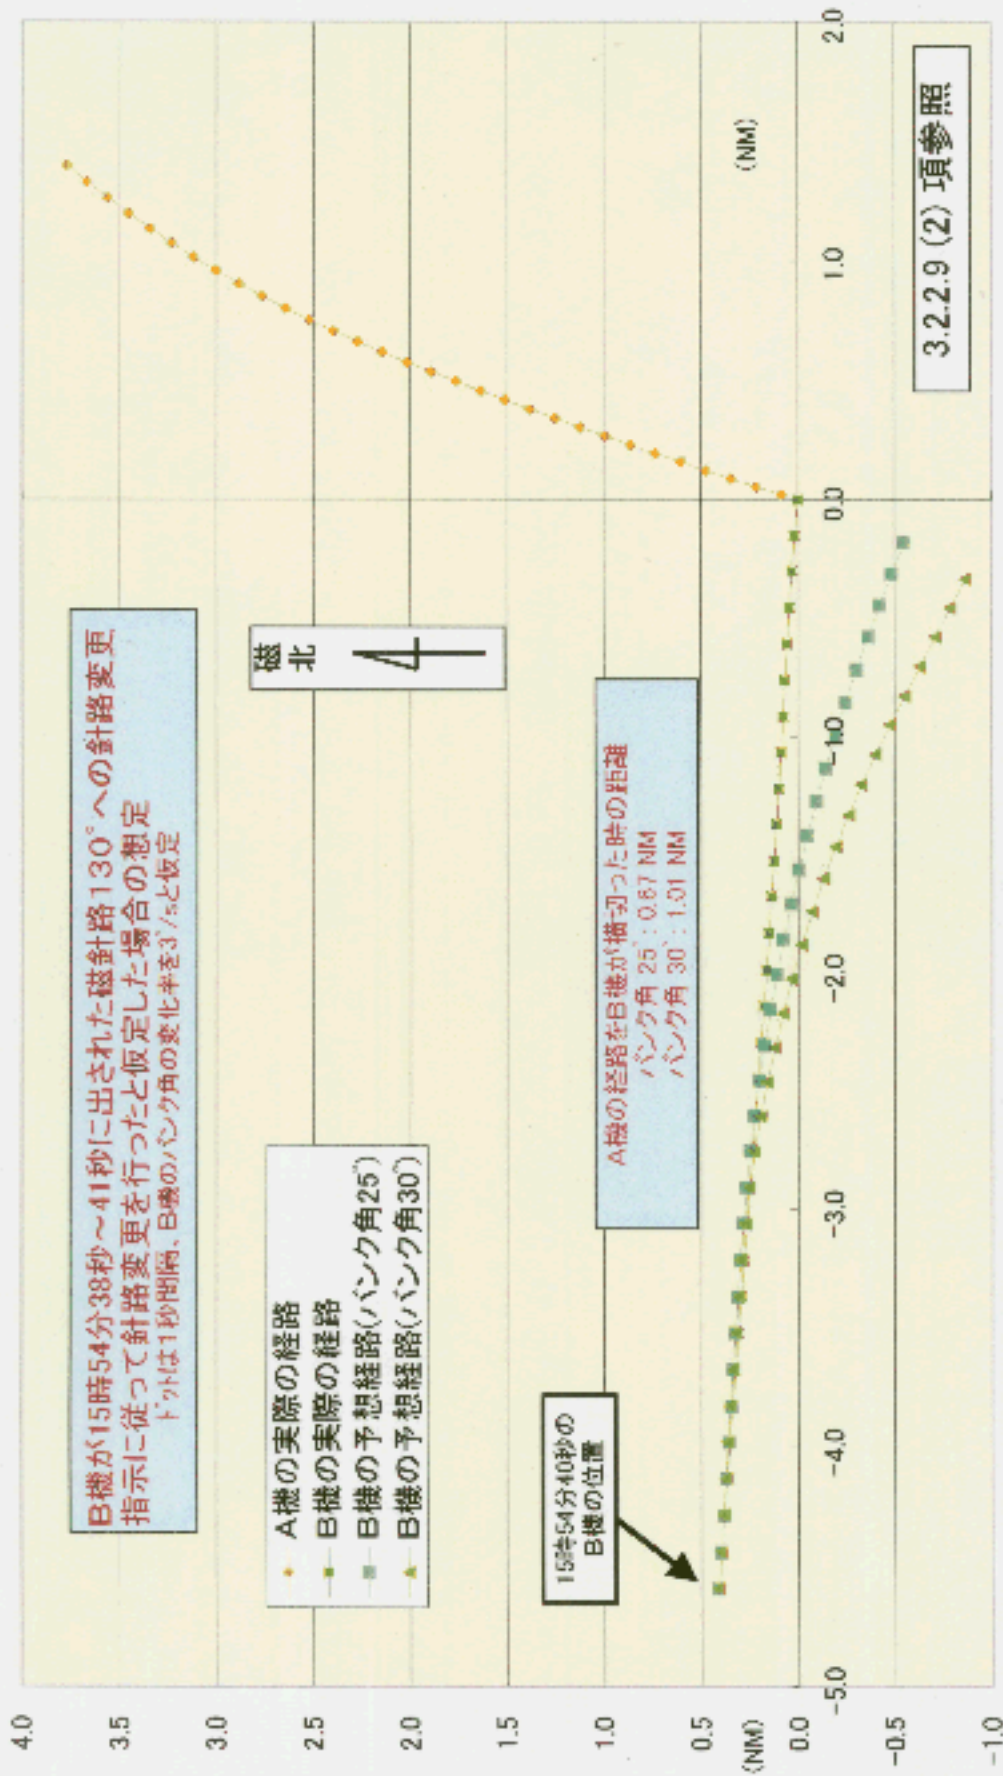 B機が15時54分38秒～41秒に出された磁針路130°への針路変更
指示に従って針路変更を行ったと仮定した場合の想定
ドットは1秒間隔、B機のバンク角の変化率を3°/sと仮定
磁
北
A機の実際の経路
B機の実際の経路
B機の予想経路(バンク角25°)
B機の予想経路(バンク角30°)
A機の経路をB機が横切った時の距離
バンク角 25°: 0.87 NM
バンク角 30°: 1.01 NM
15時54分40秒の
B機の位置
3.2.2.9 (2) 項参照
4.0
3.5
3.0
2.5
2.0
1.5
1.0
0.5
(NM)
0.0
-0.5
-1.0
-5.0
-4.0
-3.0
-2.0
-1.0
0.0
1.0
2.0
(NM)